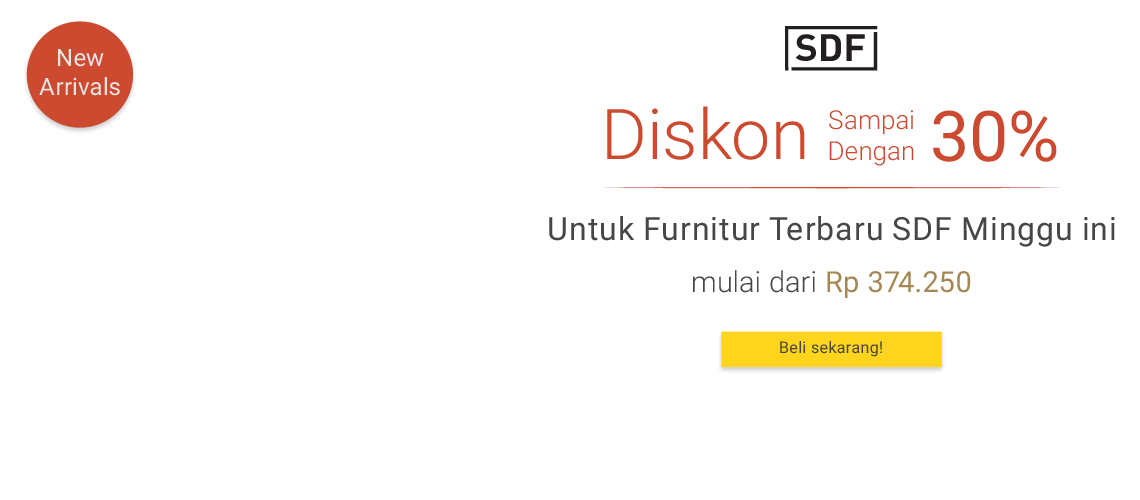 New
Arrivals
SDF
Diskon Sampai Dengan 30%
Untuk Furnitur Terbaru SDF Minggu ini
mulai dari Rp 374.250
Beli sekarang!